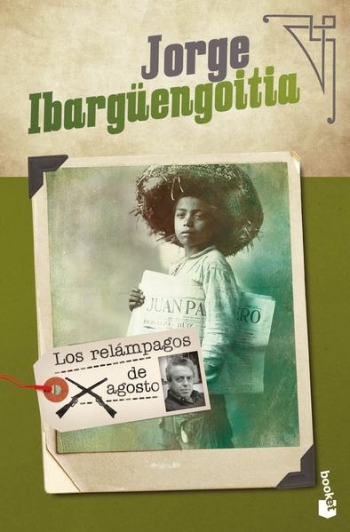 Jorge
Ibargüengoitia
JUAN PA
RO
Los relámpagos
de
agosto
booket